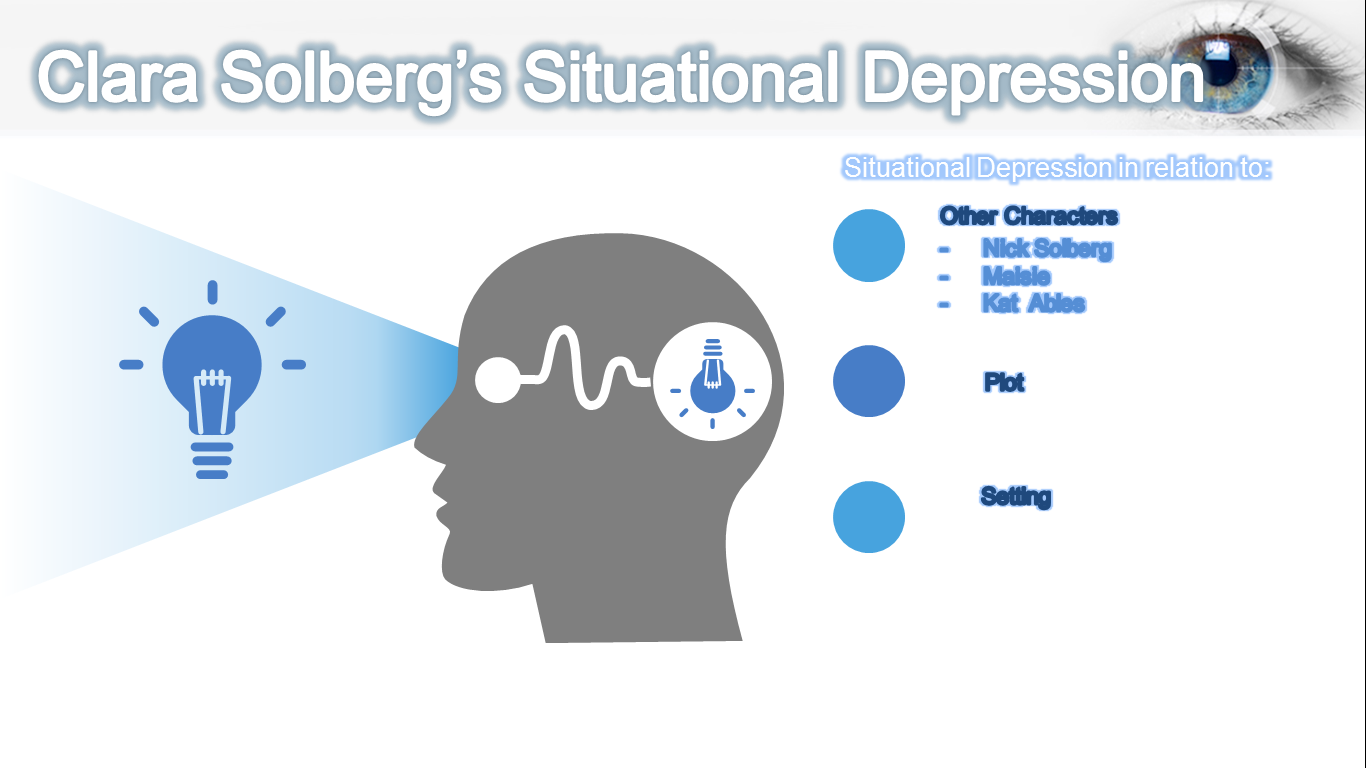 Clara Solberg’s Situational Depression
Situational Depression in relation to:
Other Characters
- Nick Solberg
- Maisie
- Kat Ables
Plot
Setting